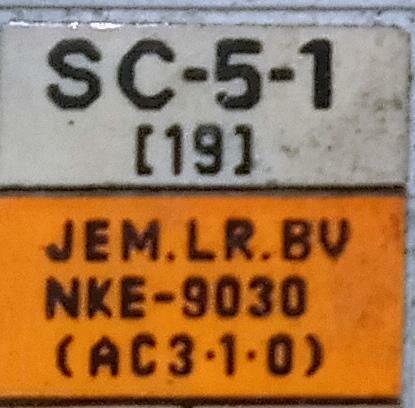 SC-5-1
[19]
JEM.LR.BV
NKE-9030
(AC3·1·0)